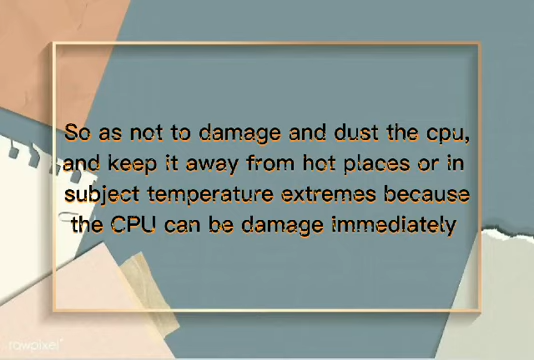 So as not to damage and dust the cpu,
and keep it away from hot places or in
subject temperature extremes because
the CPU can be damage immediately
rawpixel